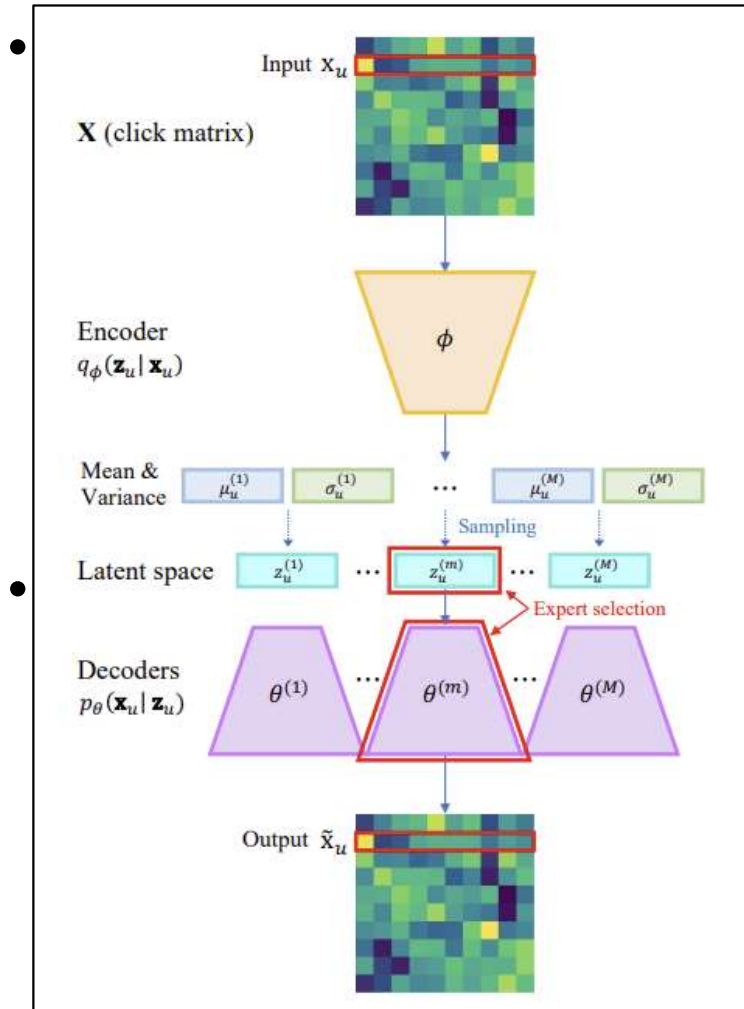 Input x_u
X (click matrix)
Encoder
ϕ
q_ϕ(z_u| x_u)
Mean &
Variance
μ_u^(1) σ_u^(1) ··· μ_u^(M) σ_u^(M)
Sampling
Latent space z_u^(1) ··· z_u^(m) ··· z_u^(M)
Expert selection
Decoders
p_θ(x_u| z_u)
θ^(1) ··· θ^(m) ··· θ^(M)
Output x̃_u